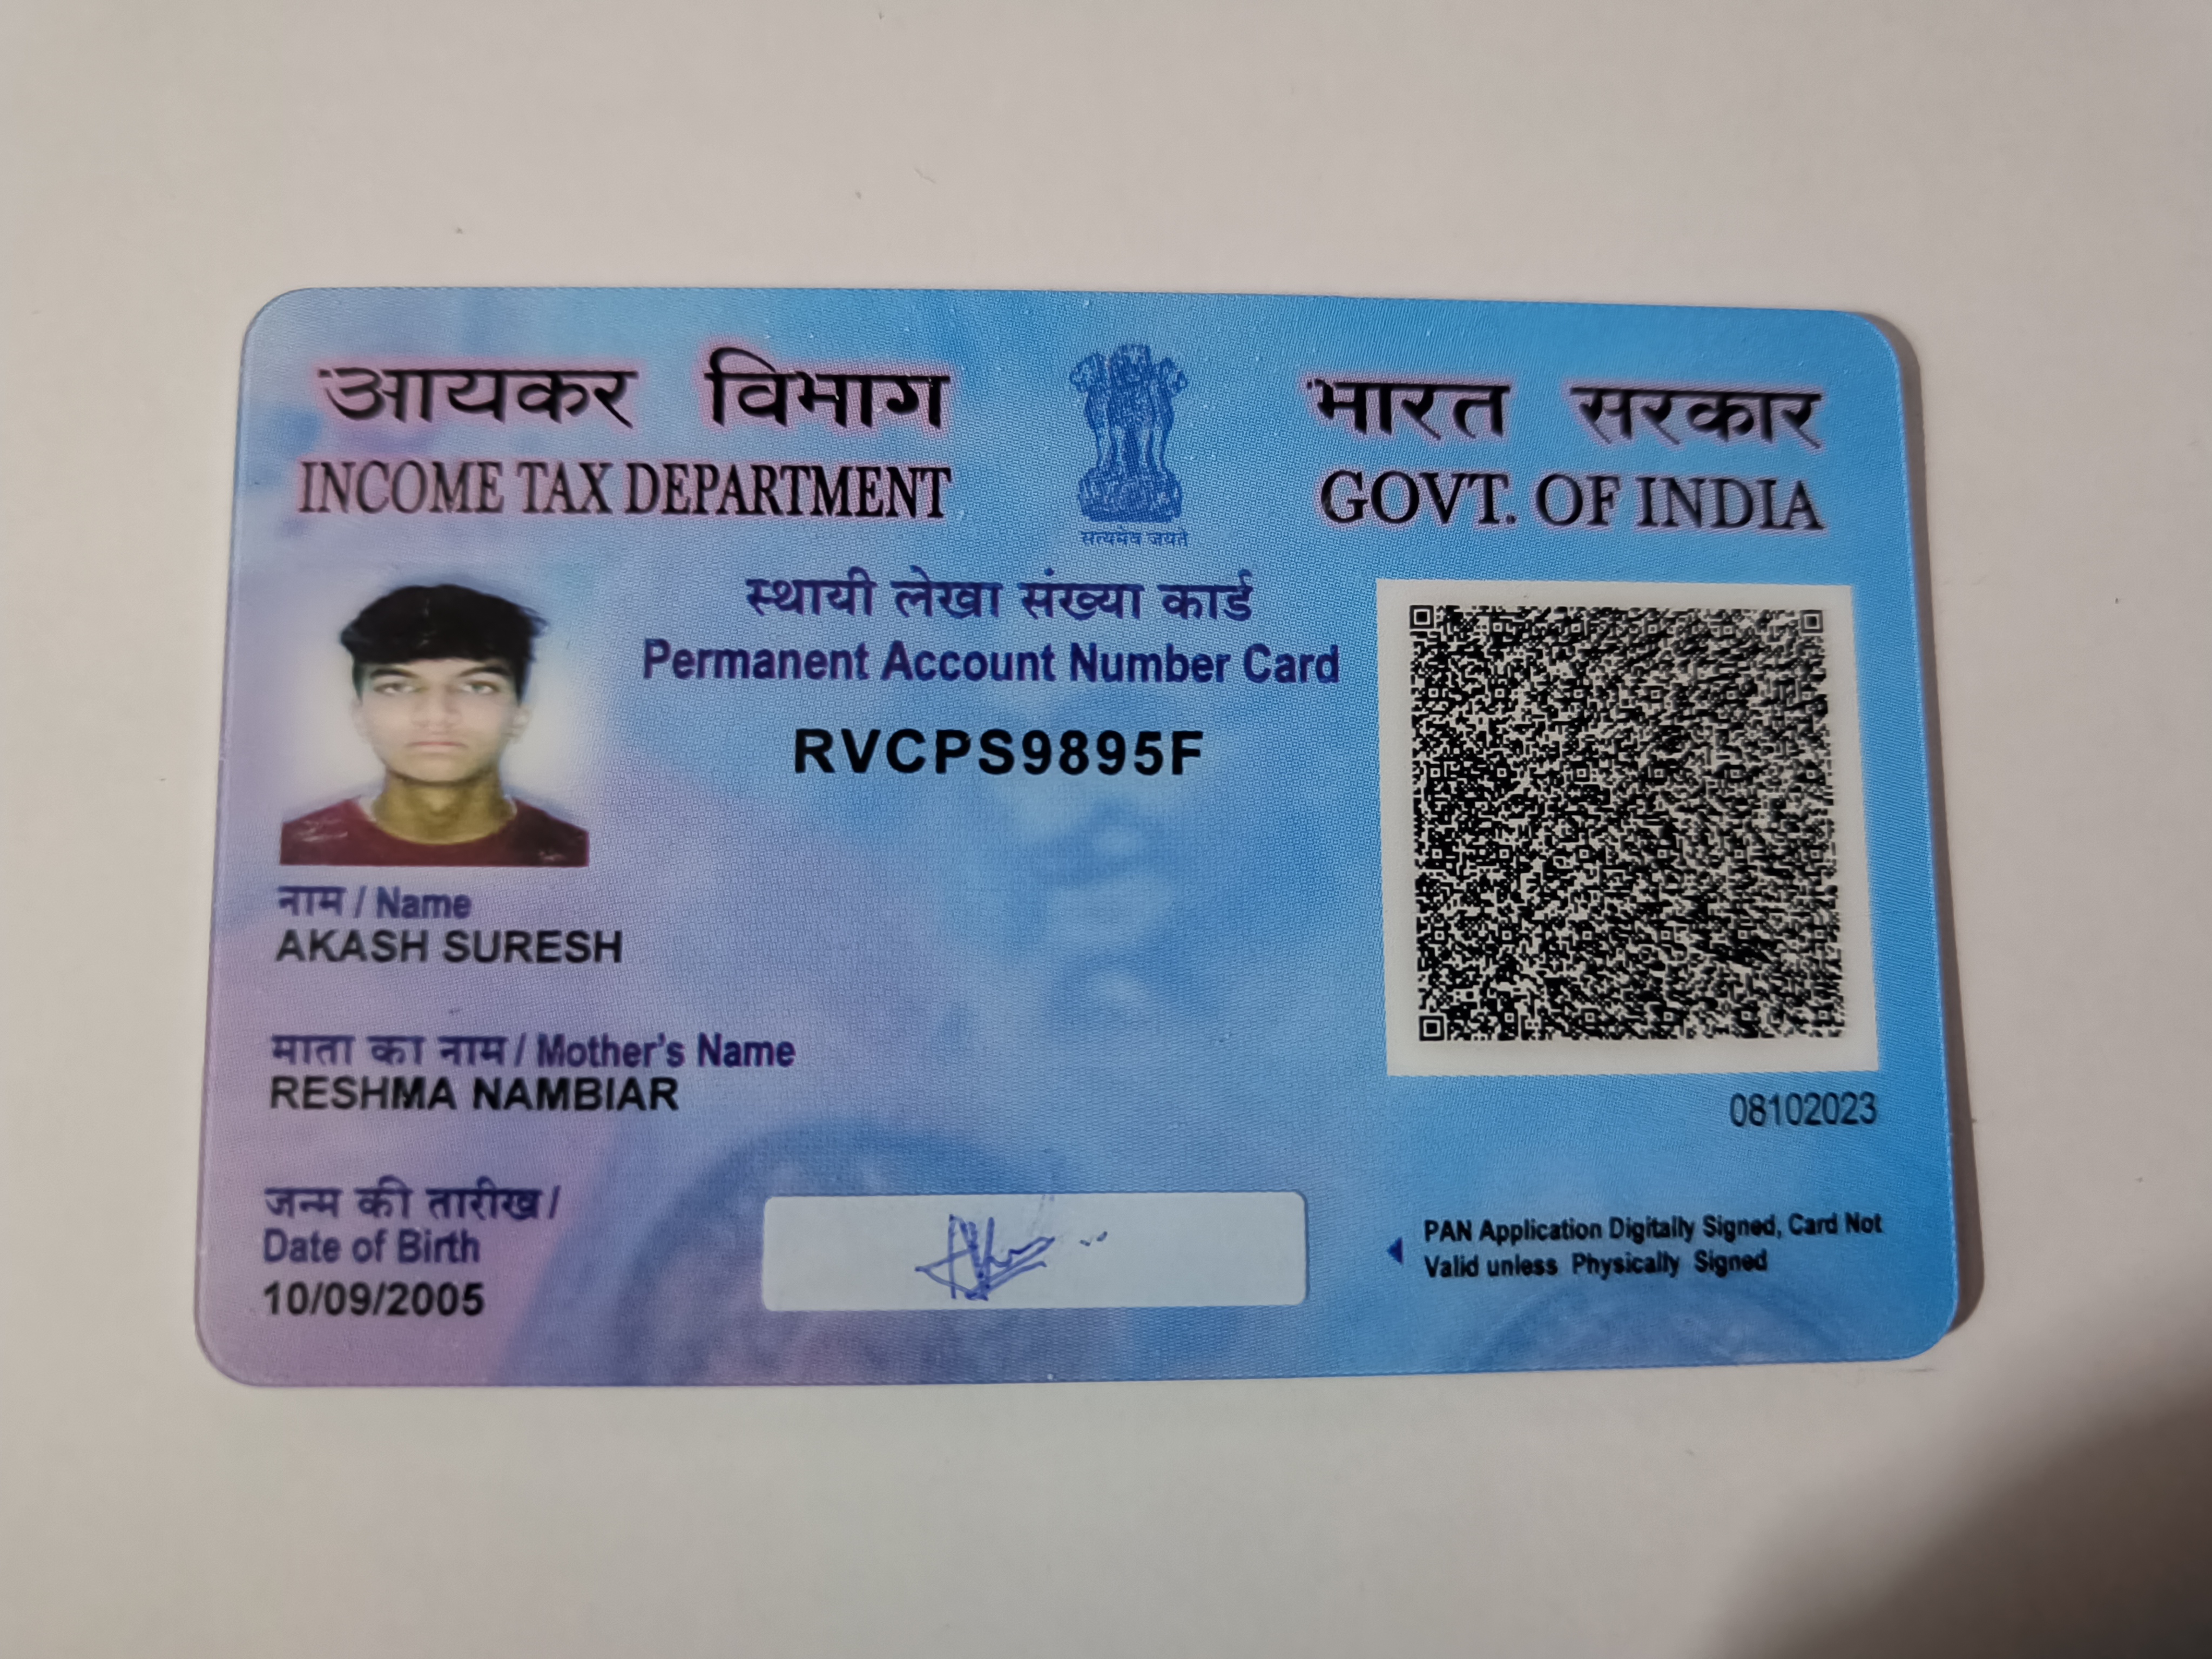 आयकर विभाग
INCOME TAX DEPARTMENT
सत्यमेव जयते
भारत सरकार
GOVT. OF INDIA
स्थायी लेखा संख्या कार्ड
Permanent Account Number Card
RVCPS9895F
नाम / Name
AKASH SURESH
माता का नाम / Mother's Name
RESHMA NAMBIAR
जन्म की तारीख /
Date of Birth
10/09/2005
08102023
PAN Application Digitally Signed, Card Not
Valid unless Physically Signed